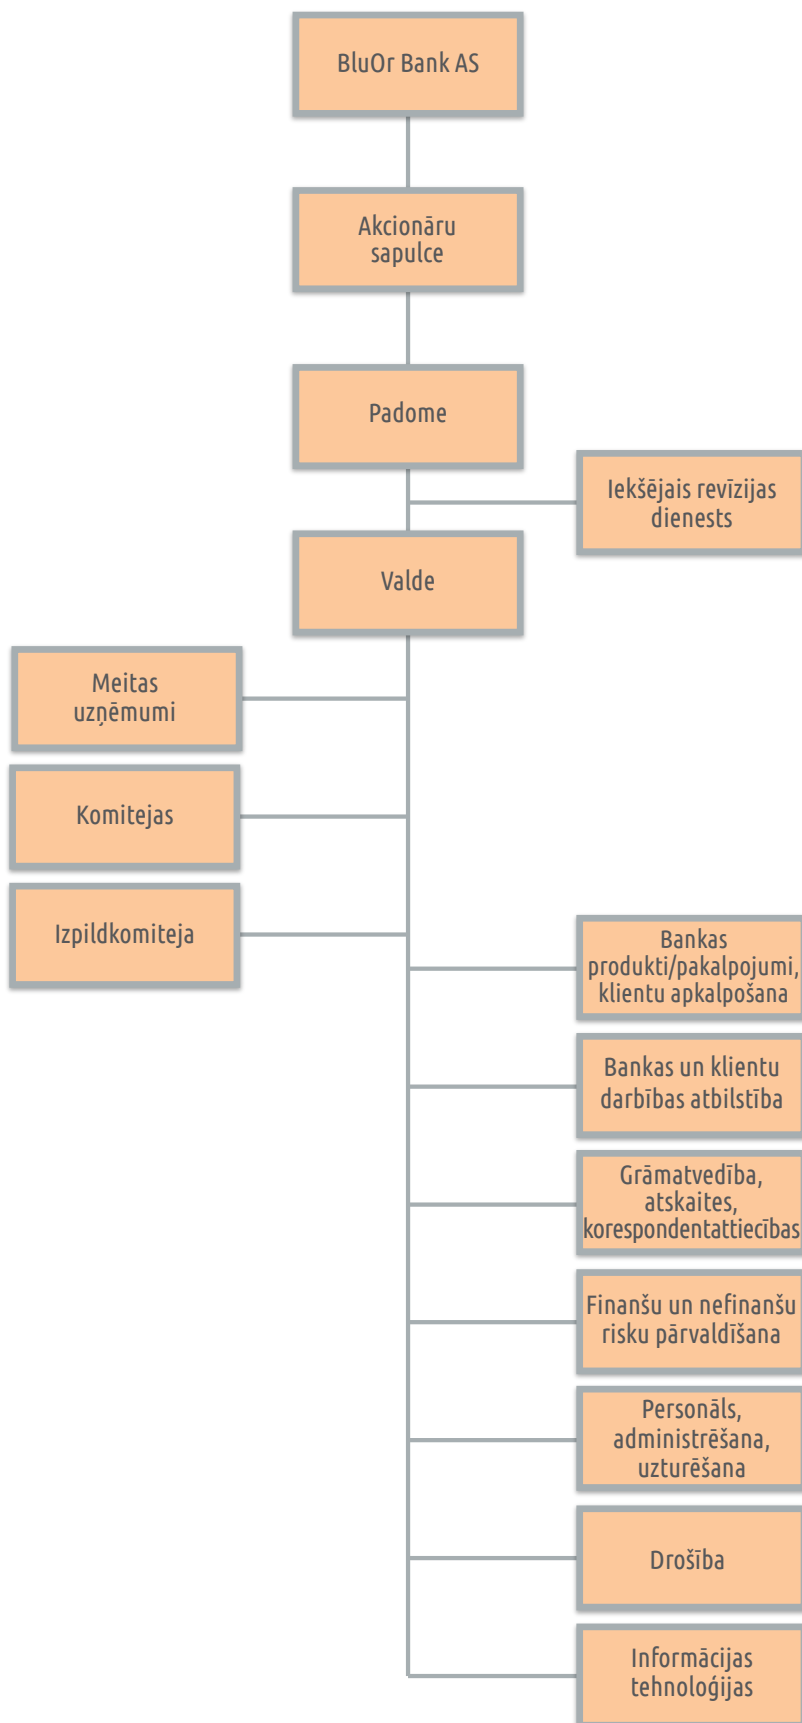 BluOr Bank AS
Akcionāru
sapulce
Padome
Iekšējais revīzijas
dienests
Valde
Meitas
uzņēmumi
Komitejas
Izpildkomiteja
Bankas
produkti/pakalpojumi,
klientu apkalpošana
Bankas un klientu
darbības atbilstība
Grāmatvedība,
atskaites,
korespondentattiecības
Finanšu un nefinanšu
risku pārvaldīšana
Personāls,
administrēšana,
uzturēšana
Drošība
Informācijas
tehnoloģijas